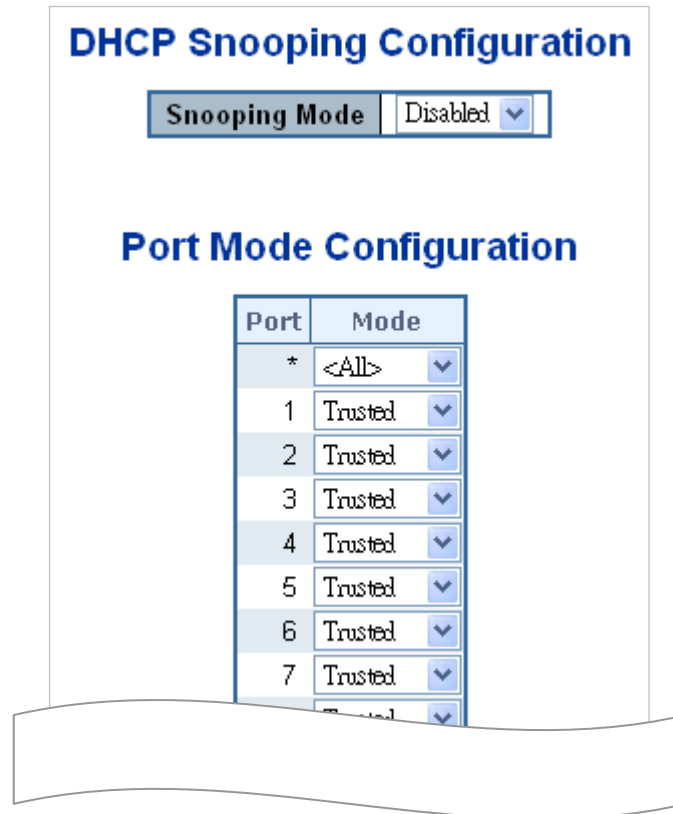 DHCP Snooping Configuration
Snooping Mode Disabled
Port Mode Configuration
Port Mode
* <All>
1 Trusted
2 Trusted
3 Trusted
4 Trusted
5 Trusted
6 Trusted
7 Trusted